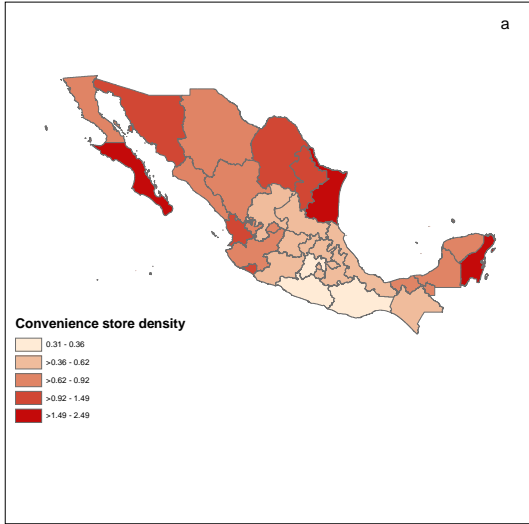 a
Convenience store density
0.31 - 0.36
>0.36 - 0.62
>0.62 - 0.92
>0.92 - 1.49
>1.49 - 2.49